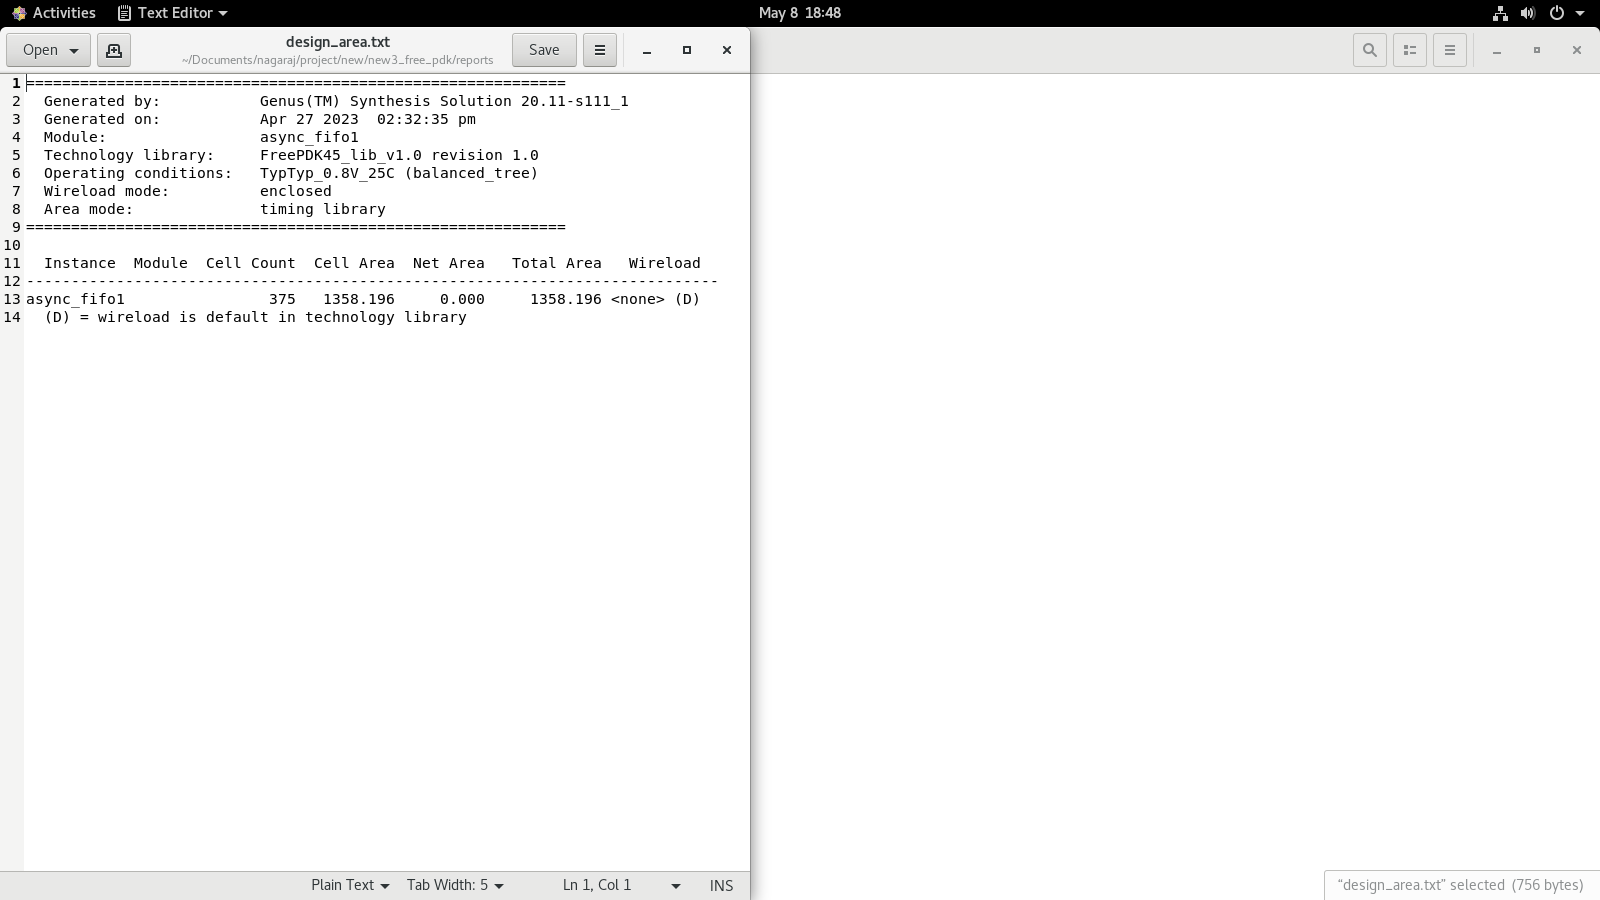 Activities Text Editor May 8 18:48
Open design_area.txt Save
~/Documents/nagaraj/project/new/new3_free_pdk/reports
1 ============================================================
2   Generated by:           Genus(TM) Synthesis Solution 20.11-s111_1
3   Generated on:           Apr 27 2023  02:32:35 pm
4   Module:                 async_fifo1
5   Technology library:     FreePDK45_lib_v1.0 revision 1.0
6   Operating conditions:   TypTyp_0.8V_25C (balanced_tree)
7   Wireload mode:          enclosed
8   Area mode:              timing library
9 ============================================================
10
11   Instance  Module  Cell Count  Cell Area  Net Area   Total Area   Wireload
12 -----------------------------------------------------------------------------
13 async_fifo1                375   1358.196     0.000     1358.196 <none> (D)
14   (D) = wireload is default in technology library
Plain Text Tab Width: 5 Ln 1, Col 1 INS
"design_area.txt" selected (756 bytes)